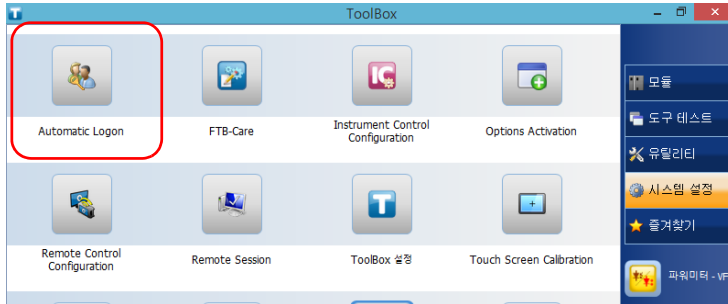 ToolBox
Automatic Logon
FTB-Care
Instrument Control
Configuration
Options Activation
Remote Control
Configuration
Remote Session
ToolBox 설정
Touch Screen Calibration
모듈
도구 테스트
유틸리티
시스템 설정
즐겨찾기
파워미터 - VF